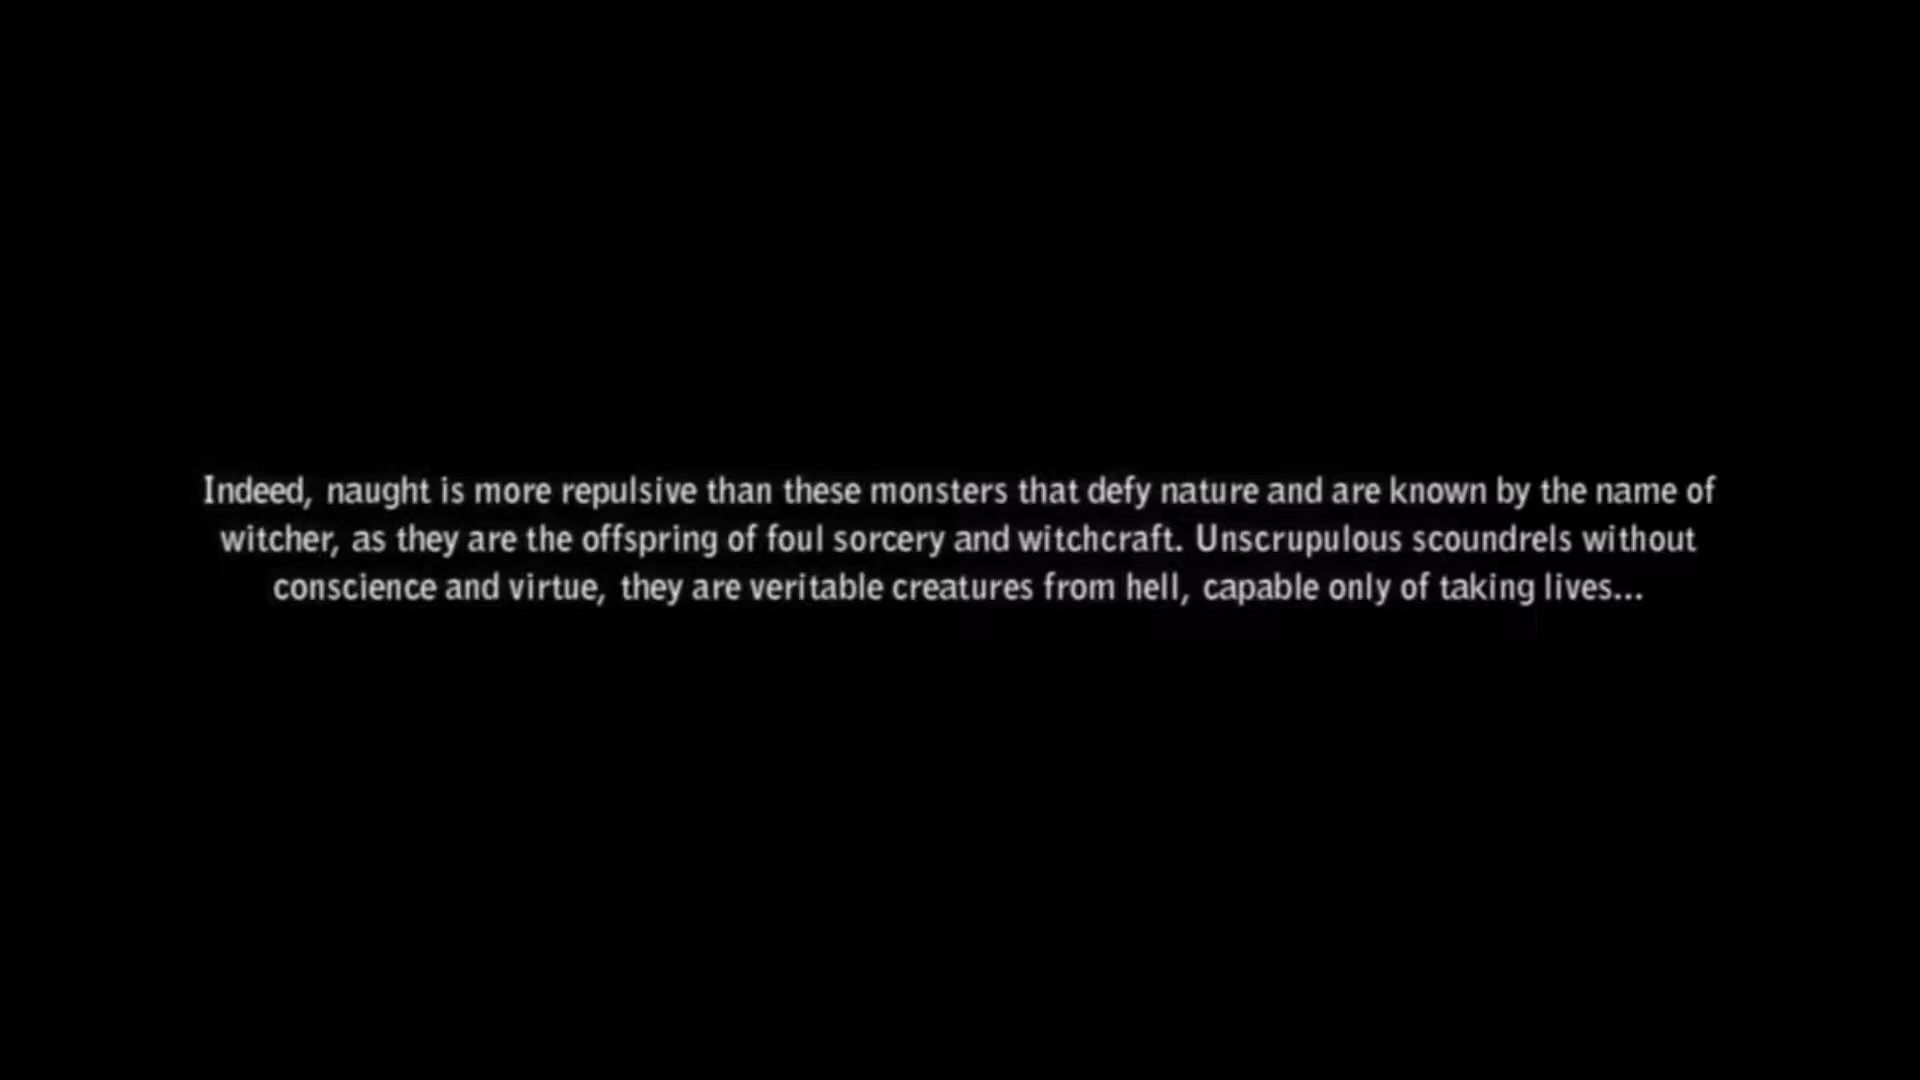 Indeed, naught is more repulsive than these monsters that defy nature and are known by the name of
witcher, as they are the offspring of foul sorcery and witchcraft. Unscrupulous scoundrels without
conscience and virtue, they are veritable creatures from hell, capable only of taking lives...